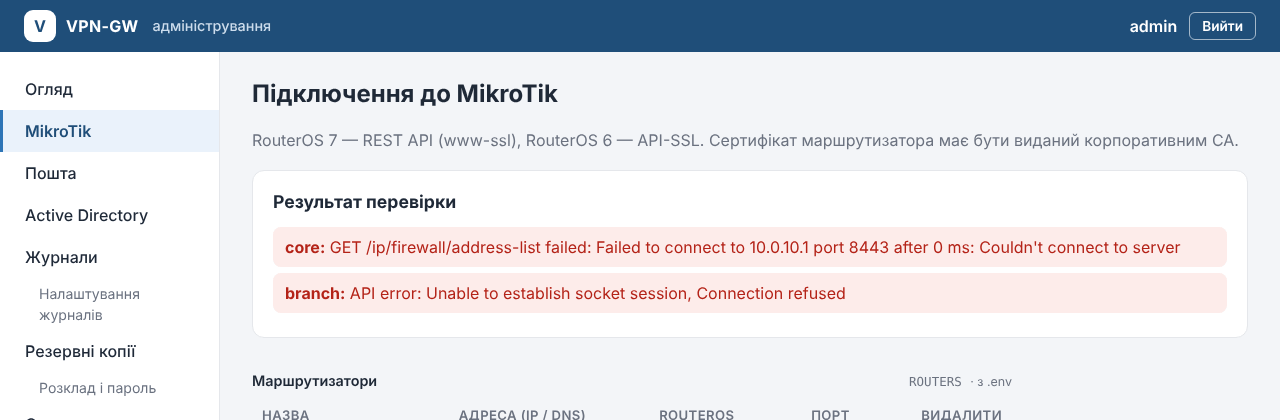 V VPN-GW адміністрування admin Вийти
Огляд
MikroTik
Пошта
Active Directory
Журнали
Налаштування
журналів
Резервні копії
Розклад і пароль
Підключення до MikroTik
RouterOS 7 — REST API (www-ssl), RouterOS 6 — API-SSL. Сертифікат маршрутизатора має бути виданий корпоративним CA.
Результат перевірки
core: GET /ip/firewall/address-list failed: Failed to connect to 10.0.10.1 port 8443 after 0 ms: Couldn't connect to server
branch: API error: Unable to establish socket session, Connection refused
Маршрутизатори ROUTERS · з .env
НАЗВА АДРЕСА (IP / DNS) ROUTEROS ПОРТ ВИДАЛИТИ